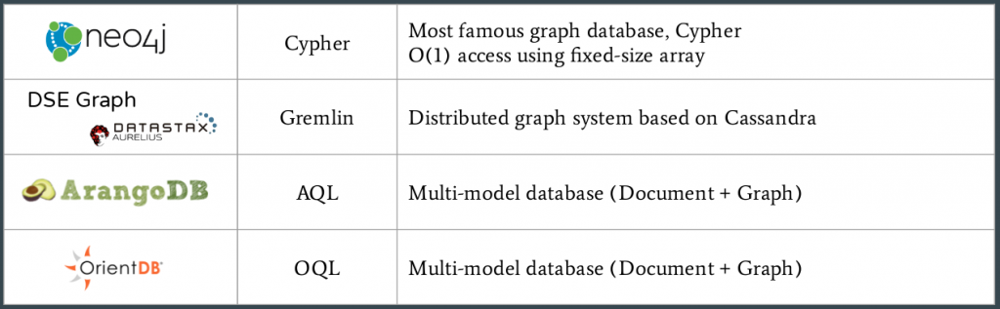 neo4j
Cypher
Most famous graph database, Cypher
O(1) access using fixed-size array
DSE Graph
DATASTAX
AURELIUS
Gremlin
Distributed graph system based on Cassandra
ArangoDB
AQL
Multi-model database (Document + Graph)
OrientDB®
OQL
Multi-model database (Document + Graph)